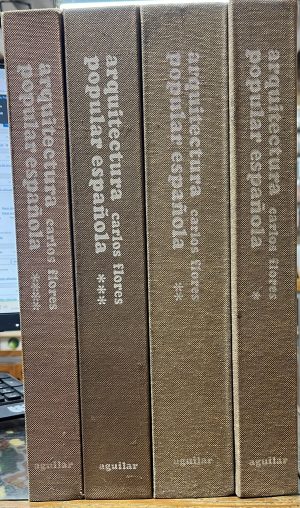 arquitectura carlos flores
popular española ****
aguilar
arquitectura carlos flores
popular española ***
aguilar
arquitectura carlos flores
popular española **
aguilar
arquitectura carlos flores
popular española *
aguilar